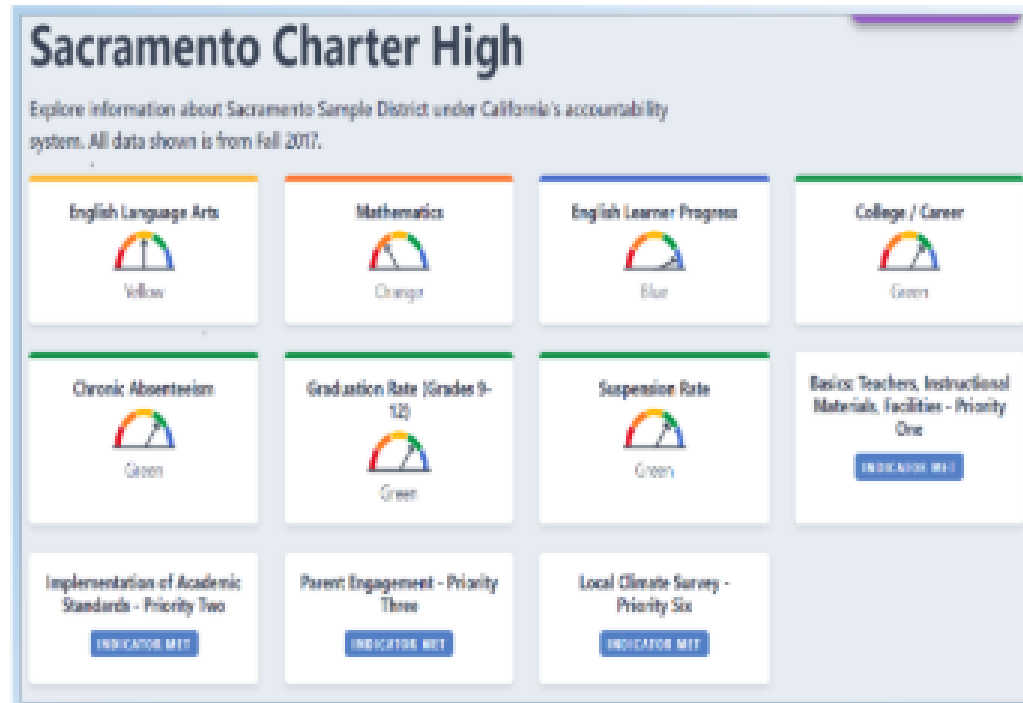 Sacramento Charter High
Explore information about Sacramento Sample District under California's accountability
system. All data shown is from Fall 2017.
English Language Arts
Yellow
Mathematics
Orange
English Learner Progress
Blue
College / Career
Green
Chronic Absenteeism
Green
Graduation Rate (Grades 9-
12)
Green
Suspension Rate
Green
Basics: Teachers, Instructional
Materials, Facilities - Priority
One
INDICATOR MET
Implementation of Academic
Standards - Priority Two
INDICATOR MET
Parent Engagement - Priority
Three
INDICATOR MET
Local Climate Survey -
Priority Six
INDICATOR MET